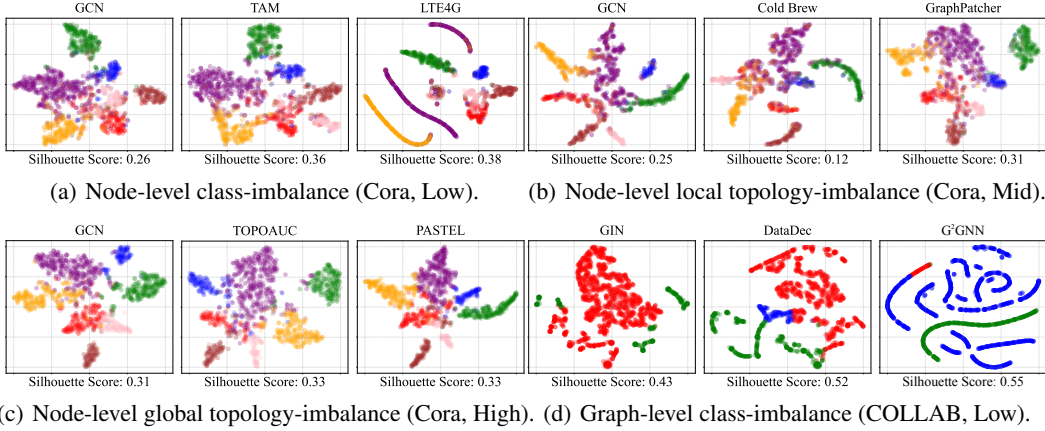 GCN TAM LTE4G GCN Cold Brew GraphPatcher
Silhouette Score: 0.26 Silhouette Score: 0.36 Silhouette Score: 0.38 Silhouette Score: 0.25 Silhouette Score: 0.12 Silhouette Score: 0.31
(a) Node-level class-imbalance (Cora, Low). (b) Node-level local topology-imbalance (Cora, Mid).
GCN TOPOAUC PASTEL GIN DataDec G²GNN
Silhouette Score: 0.31 Silhouette Score: 0.33 Silhouette Score: 0.33 Silhouette Score: 0.43 Silhouette Score: 0.52 Silhouette Score: 0.55
(c) Node-level global topology-imbalance (Cora, High). (d) Graph-level class-imbalance (COLLAB, Low).